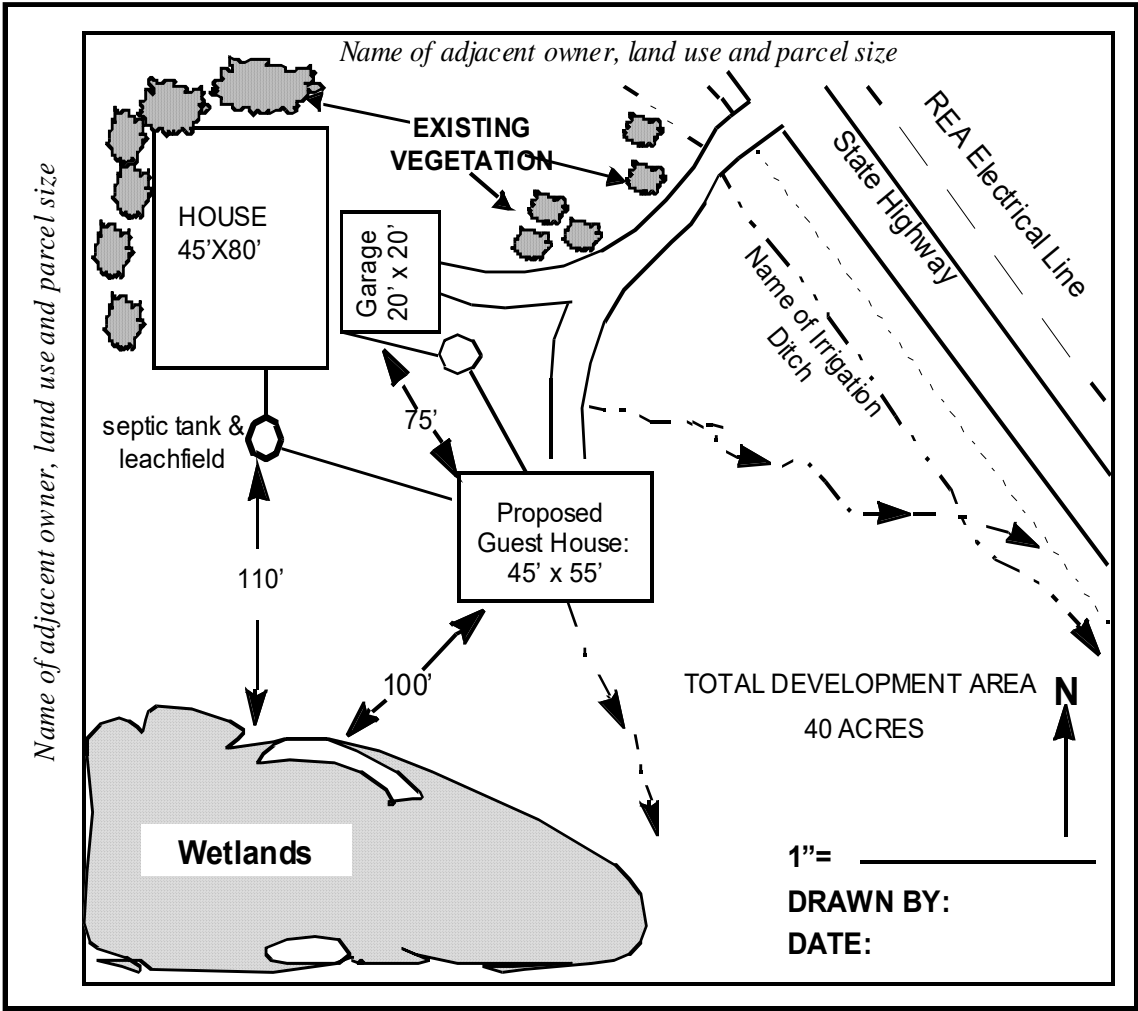 Name of adjacent owner, land use and parcel size
Name of adjacent owner, land use and parcel size
EXISTING
VEGETATION
HOUSE
45'X80'
Garage
20' x 20'
State Highway
REA Electrical Line
Name of Irrigation
Ditch
septic tank &
leachfield
75'
Proposed
Guest House:
45' x 55'
110'
100'
TOTAL DEVELOPMENT AREA
40 ACRES
N
Wetlands
1”=
DRAWN BY:
DATE: